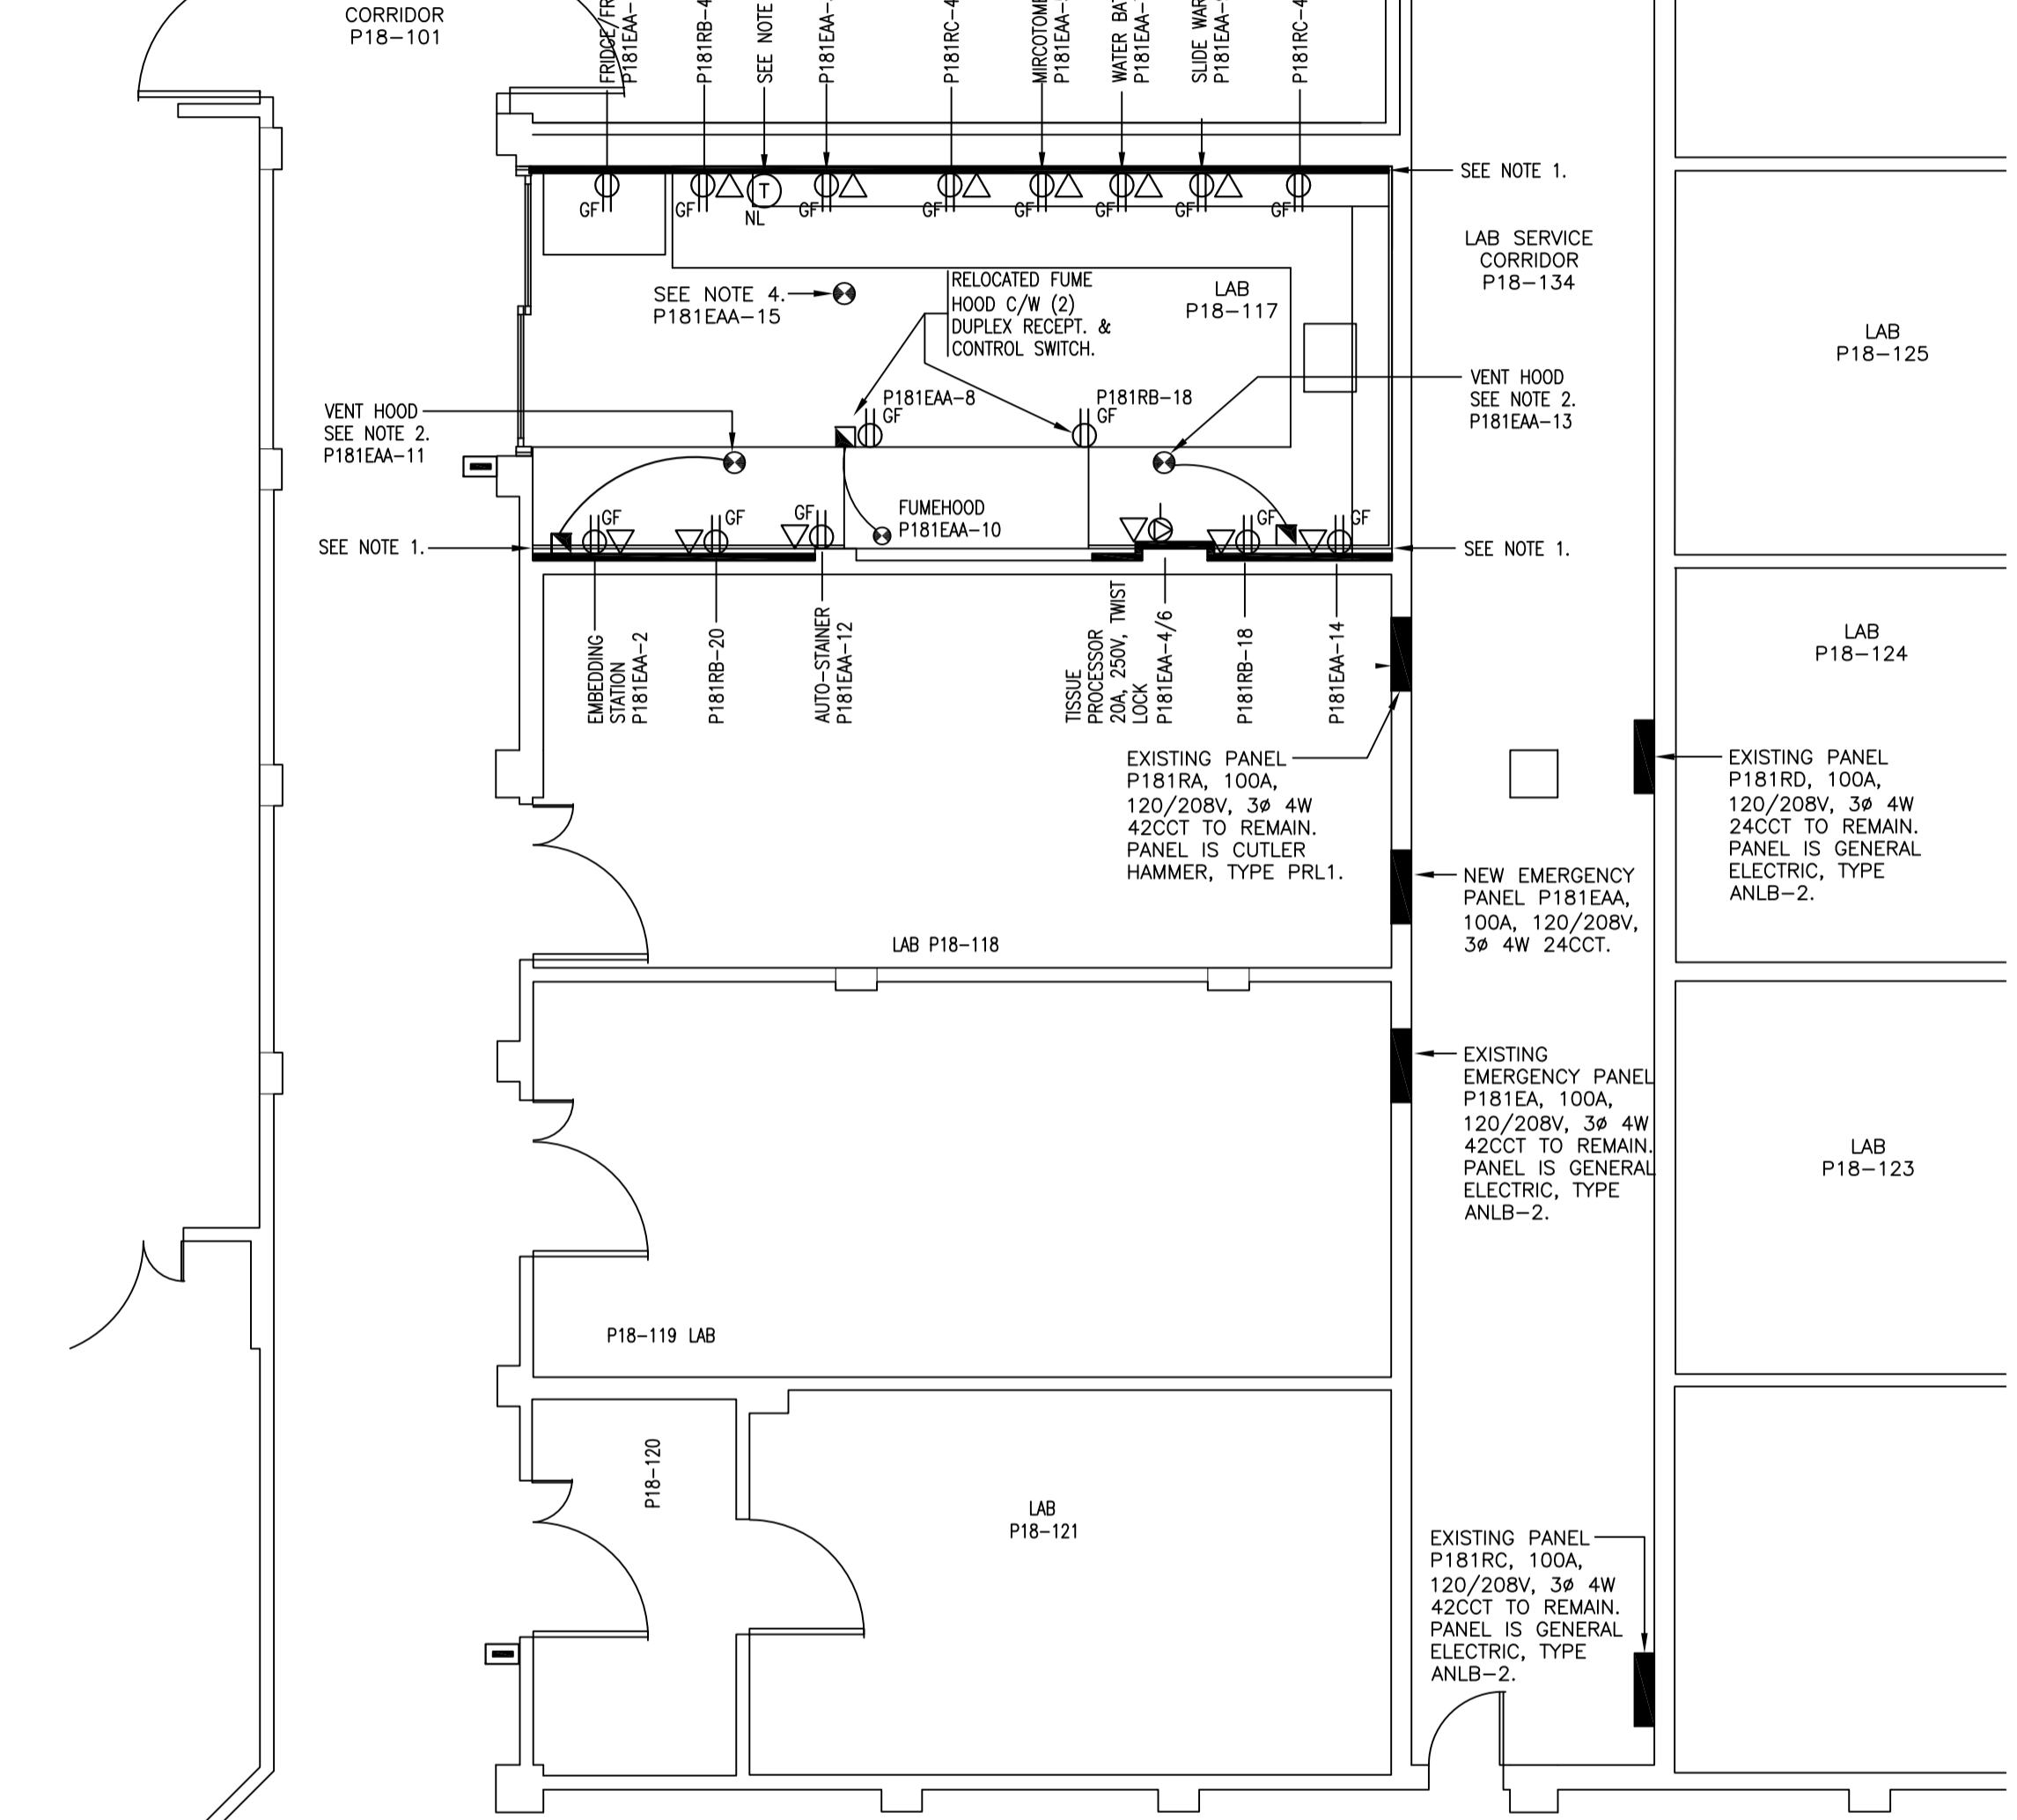 CORRIDOR
P18-101
P181EAA-
P181RB-4
SEE NOTE
P181EAA-
P181RC-4
P181EAA-
WATER
P181EAA-
SLIDE
P181EAA-
P181RC-4
GF
GF
T
NL
GF
GF
GF
GF
GF
GF
SEE NOTE 1.
LAB SERVICE
CORRIDOR
P18-134
SEE NOTE 4.
P181EAA-15
RELOCATED FUME
HOOD C/W (2)
DUPLEX RECEPT. &
CONTROL SWITCH.
LAB
P18-117
LAB
P18-125
VENT HOOD
SEE NOTE 2.
P181EAA-11
P181EAA-8
GF
P181RB-18
GF
VENT HOOD
SEE NOTE 2.
P181EAA-13
FUMEHOOD
P181EAA-10
GF
GF
GF
GF
GF
SEE NOTE 1.
SEE NOTE 1.
EMBEDDING
STATION
P181EAA-2
P181RB-20
AUTO-STAINER
P181EAA-12
TISSUE
PROCESSOR
20A, 250V, TWIST
LOCK
P181EAA-4/6
P181RB-18
P181EAA-14
LAB
P18-124
EXISTING PANEL
P181RA, 100A,
120/208V, 3ø 4W
42CCT TO REMAIN.
PANEL IS CUTLER
HAMMER, TYPE PRL1.
EXISTING PANEL
P181RD, 100A,
120/208V, 3ø 4W
24CCT TO REMAIN.
PANEL IS GENERAL
ELECTRIC, TYPE
ANLB-2.
NEW EMERGENCY
PANEL P181EAA,
100A, 120/208V,
3ø 4W 24CCT.
LAB P18-118
EXISTING
EMERGENCY PANEL
P181EA, 100A,
120/208V, 3ø 4W
42CCT TO REMAIN.
PANEL IS GENERAL
ELECTRIC, TYPE
ANLB-2.
LAB
P18-123
P18-119 LAB
P18-120
LAB
P18-121
EXISTING PANEL
P181RC, 100A,
120/208V, 3ø 4W
42CCT TO REMAIN.
PANEL IS GENERAL
ELECTRIC, TYPE
ANLB-2.